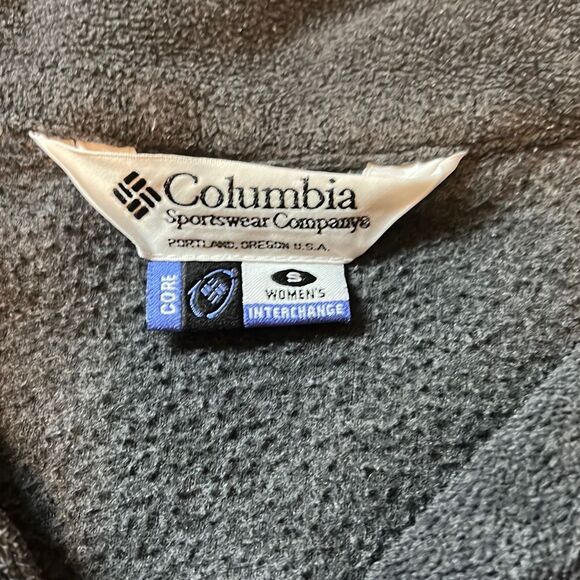 Columbia
Sportswear Company®
PORTLAND, OREGON U.S.A.
CORE
S
WOMEN'S
INTERCHANGE